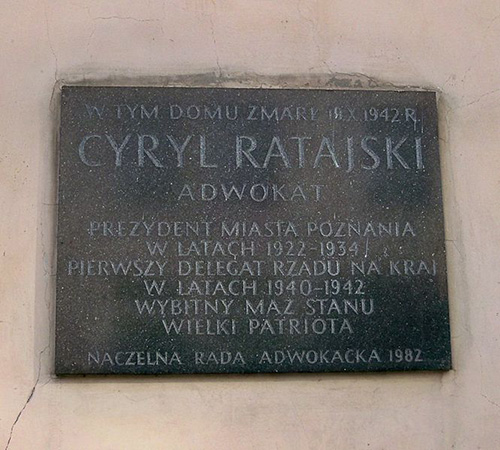 W TYM DOMU ZMARŁ 19.X.1942 R.
CYRYL RATAJSKI
ADWOKAT
PREZYDENT MIASTA POZNANIA
W LATACH 1922-1934
PIERWSZY DELEGAT RZĄDU NA KRAJ
W LATACH 1940-1942
WYBITNY MĄŻ STANU
WIELKI PATRIOTA
NACZELNA RADA ADWOKACKA 1982